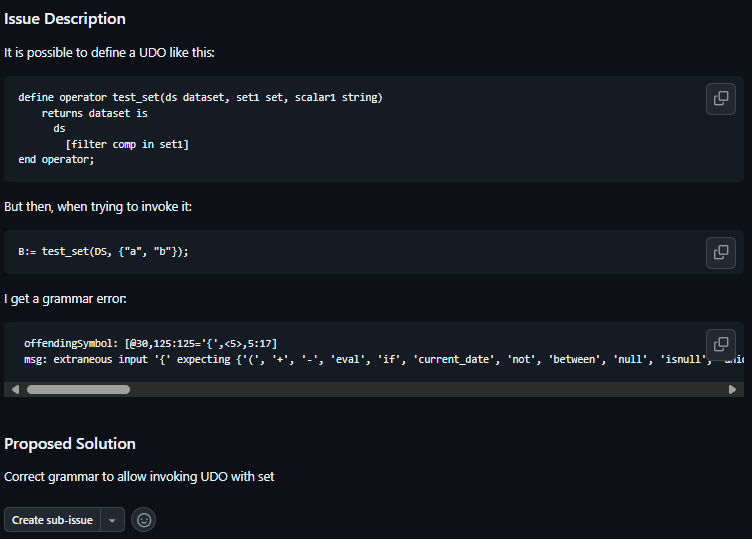 Issue Description
It is possible to define a UDO like this:
define operator test_set(ds dataset, set1 set, scalar1 string)
    returns dataset is
      ds
        [filter comp in set1]
end operator;
But then, when trying to invoke it:
B:= test_set(DS, {"a", "b"});
I get a grammar error:
offendingSymbol: [@30,125:125='{',<5>,5:17]
msg: extraneous input '{' expecting {'(', '+', '-', 'eval', 'if', 'current_date', 'not', 'between', 'null', 'isnull',
Proposed Solution
Correct grammar to allow invoking UDO with set
Create sub-issue